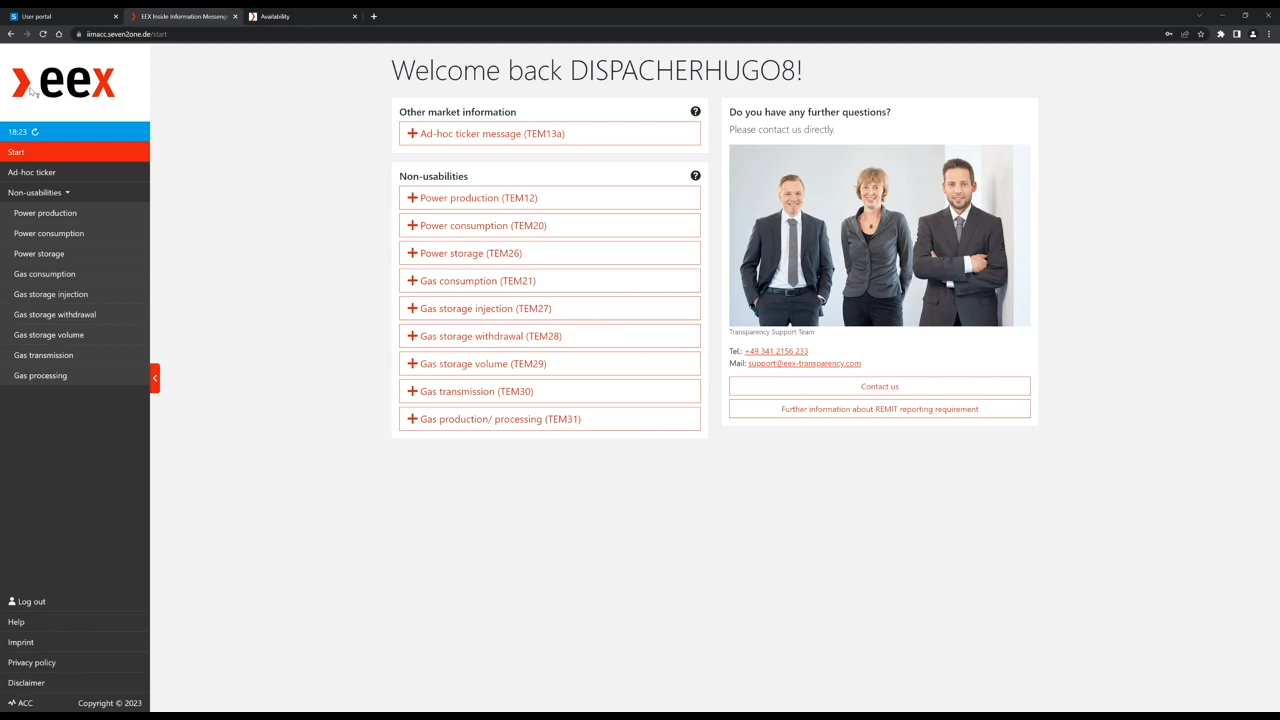 User portal
EEX Inside Information Messeng
Availability
iimacc.seven2one.de/start
eex
18:23
Start
Ad-hoc ticker
Non-usabilities
Power production
Power consumption
Power storage
Gas consumption
Gas storage injection
Gas storage withdrawal
Gas storage volume
Gas transmission
Gas processing
Log out
Help
Imprint
Privacy policy
Disclaimer
ACC Copyright © 2023
Welcome back DISPACHERHUGO8!
Other market information
Ad-hoc ticker message (TEM13a)
Non-usabilities
Power production (TEM12)
Power consumption (TEM20)
Power storage (TEM26)
Gas consumption (TEM21)
Gas storage injection (TEM27)
Gas storage withdrawal (TEM28)
Gas storage volume (TEM29)
Gas transmission (TEM30)
Gas production/ processing (TEM31)
Do you have any further questions?
Please contact us directly.
Transparency Support Team
Tel.: +49 341 2156 233
Mail: support@eex-transparency.com
Contact us
Further information about REMIT reporting requirement